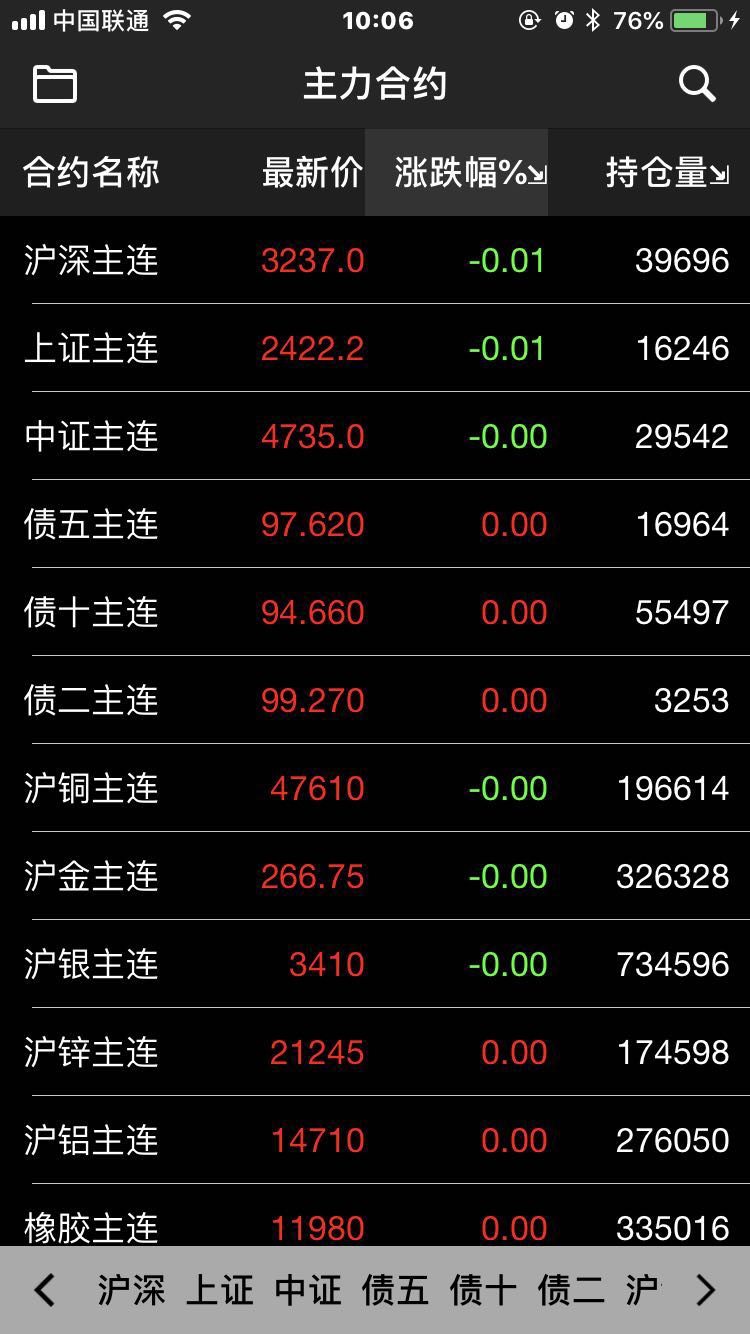 中国联通 10:06 76%
主力合约
合约名称 最新价 涨跌幅% 持仓量
沪深主连 3237.0 -0.01 39696
上证主连 2422.2 -0.01 16246
中证主连 4735.0 -0.00 29542
债五主连 97.620 0.00 16964
债十主连 94.660 0.00 55497
债二主连 99.270 0.00 3253
沪铜主连 47610 -0.00 196614
沪金主连 266.75 -0.00 326328
沪银主连 3410 -0.00 734596
沪锌主连 21245 0.00 174598
沪铝主连 14710 0.00 276050
橡胶主连 11980 0.00 335016
沪深 上证 中证 债五 债十 债二 沪